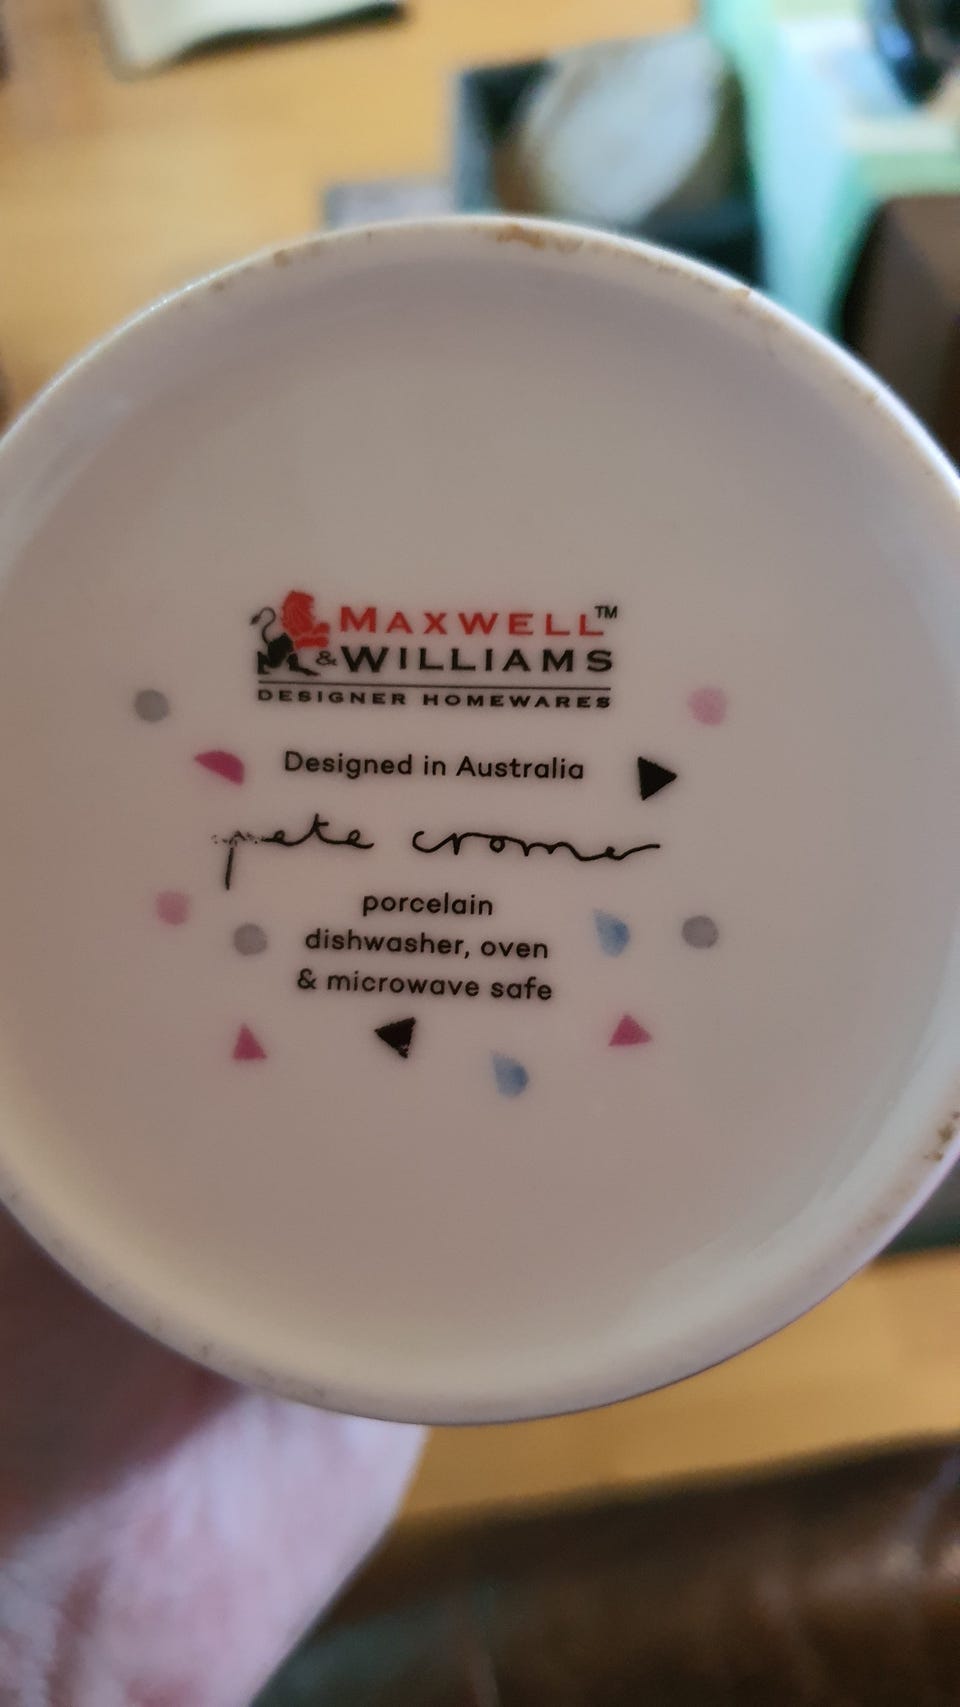 MAXWELL™
& WILLIAMS
DESIGNER HOMEWARES
Designed in Australia
pete cromer
porcelain
dishwasher, oven
& microwave safe